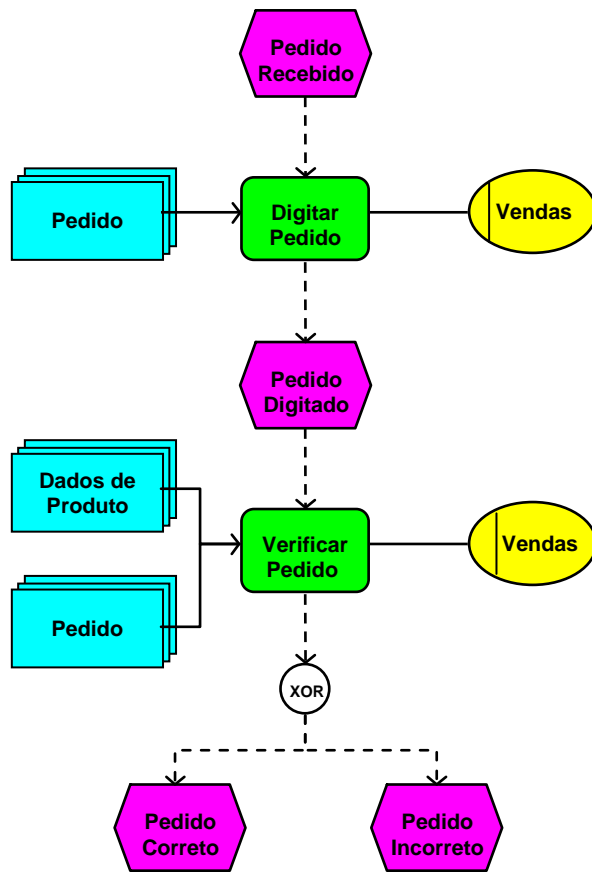 Pedido
Recebido
Pedido
Digitar
Pedido
Vendas
Pedido
Digitado
Dados de
Produto
Verificar
Pedido
Vendas
Pedido
XOR
Pedido
Correto
Pedido
Incorreto